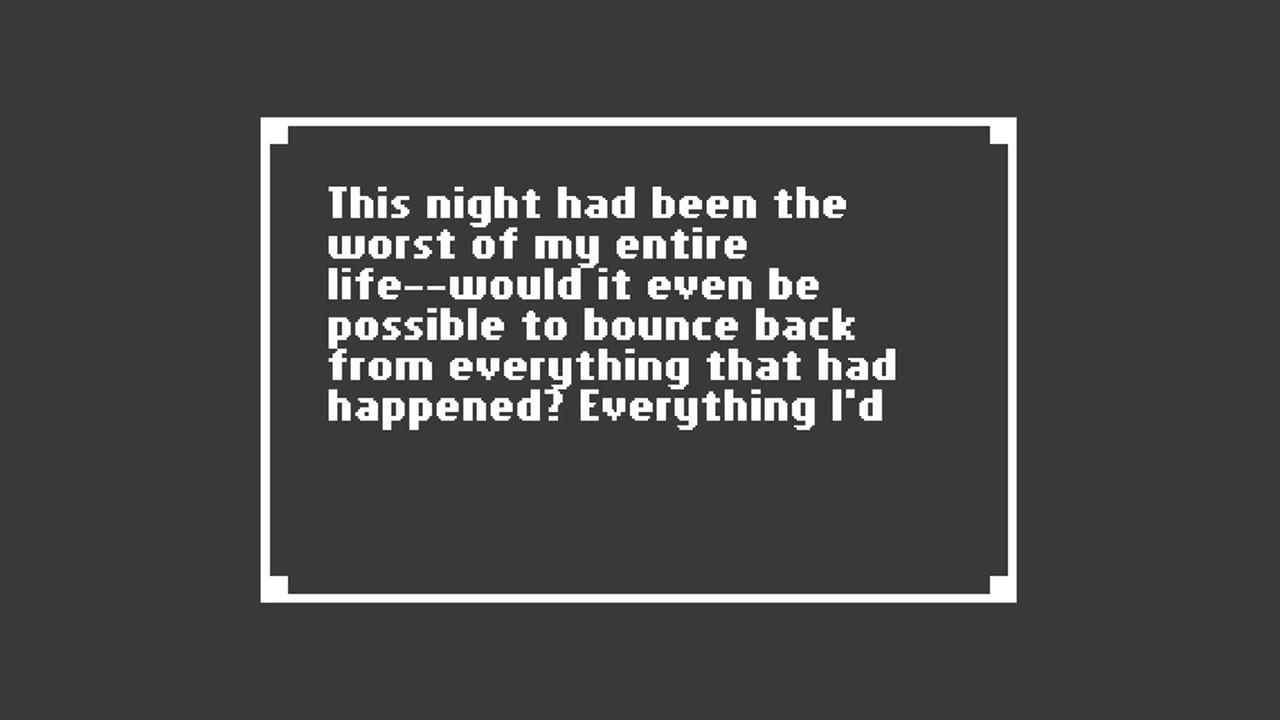 This night had been the
worst of my entire
life--would it even be
possible to bounce back
from everything that had
happened? Everything I'd